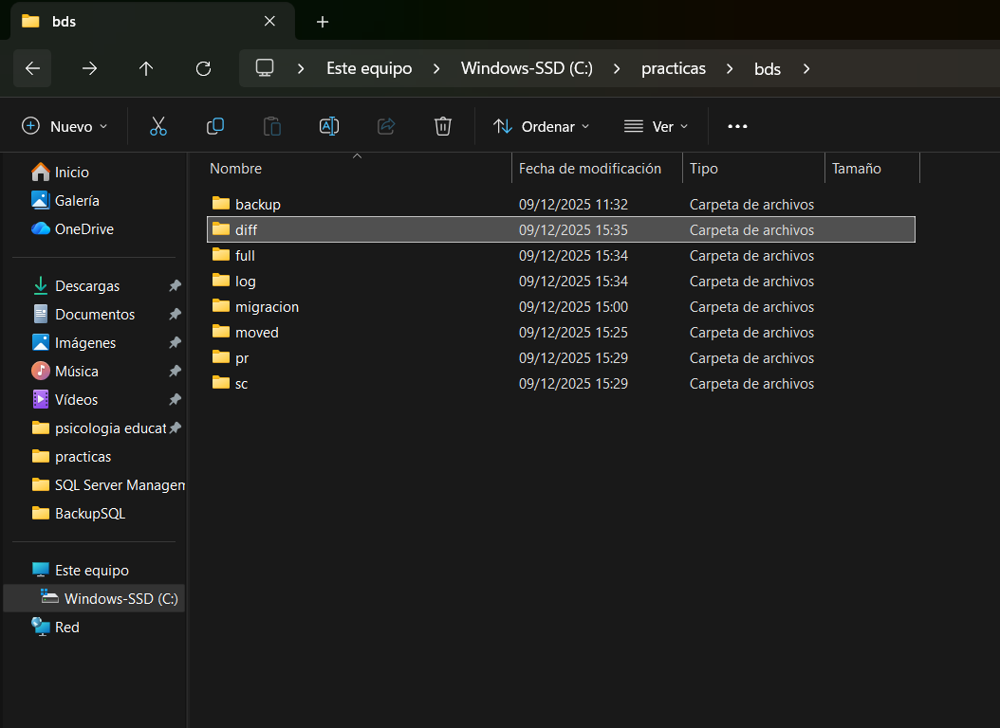 bds
Este equipo > Windows-SSD (C:) > practicas > bds >
Nuevo Ordenar Ver
Nombre Fecha de modificación Tipo Tamaño
backup 09/12/2025 11:32 Carpeta de archivos
diff 09/12/2025 15:35 Carpeta de archivos
full 09/12/2025 15:34 Carpeta de archivos
log 09/12/2025 15:34 Carpeta de archivos
migracion 09/12/2025 15:00 Carpeta de archivos
moved 09/12/2025 15:25 Carpeta de archivos
pr 09/12/2025 15:29 Carpeta de archivos
sc 09/12/2025 15:29 Carpeta de archivos
Inicio
Galería
OneDrive
Descargas
Documentos
Imágenes
Música
Vídeos
psicologia educat
practicas
SQL Server Managem
BackupSQL
Este equipo
Windows-SSD (C:)
Red